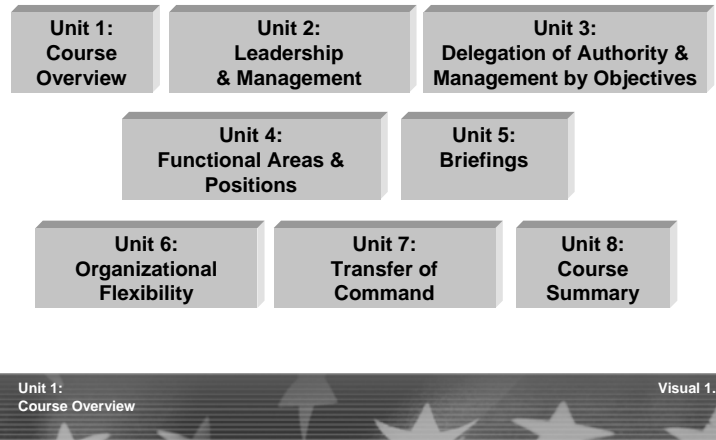 Unit 1:
Course
Overview
Unit 2:
Leadership
& Management
Unit 3:
Delegation of Authority &
Management by Objectives
Unit 4:
Functional Areas &
Positions
Unit 5:
Briefings
Unit 6:
Organizational
Flexibility
Unit 7:
Transfer of
Command
Unit 8:
Course
Summary
Unit 1:
Course Overview
Visual 1.